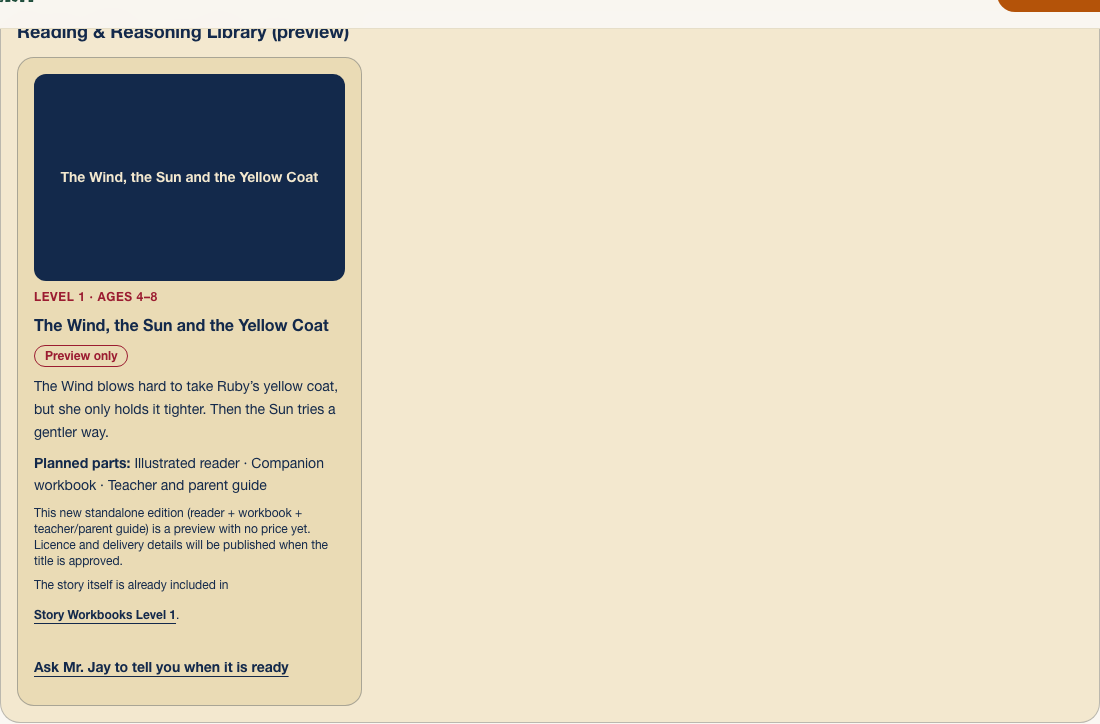 Reading & Reasoning Library (preview)
The Wind, the Sun and the Yellow Coat
LEVEL 1 · AGES 4–8
The Wind, the Sun and the Yellow Coat
Preview only
The Wind blows hard to take Ruby’s yellow coat,
but she only holds it tighter. Then the Sun tries a
gentler way.
Planned parts: Illustrated reader · Companion
workbook · Teacher and parent guide
This new standalone edition (reader + workbook +
teacher/parent guide) is a preview with no price yet.
Licence and delivery details will be published when the
title is approved.
The story itself is already included in
Story Workbooks Level 1.
Ask Mr. Jay to tell you when it is ready